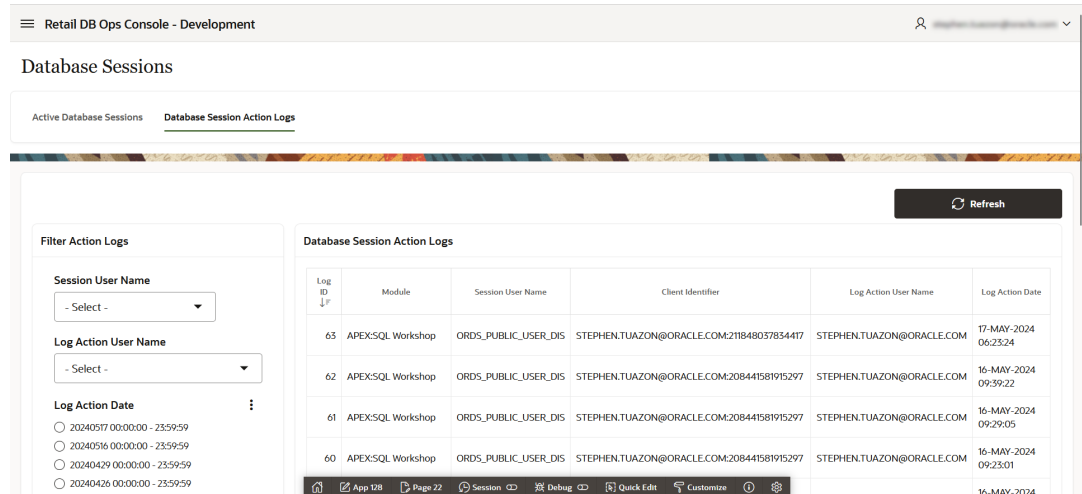 Retail DB Ops Console - Development
Database Sessions
Active Database Sessions Database Session Action Logs
Refresh
Filter Action Logs
Session User Name
- Select -
Log Action User Name
- Select -
Log Action Date
20240517 00:00:00 - 23:59:59
20240516 00:00:00 - 23:59:59
20240429 00:00:00 - 23:59:59
20240426 00:00:00 - 23:59:59
Database Session Action Logs
Log ID Module Session User Name Client Identifier Log Action User Name Log Action Date
63 APEX:SQL Workshop ORDS_PUBLIC_USER_DIS STEPHEN.TUAZON@ORACLE.COM:211848037834417 STEPHEN.TUAZON@ORACLE.COM 17-MAY-2024 06:23:24
62 APEX:SQL Workshop ORDS_PUBLIC_USER_DIS STEPHEN.TUAZON@ORACLE.COM:208441581915297 STEPHEN.TUAZON@ORACLE.COM 16-MAY-2024 09:39:22
61 APEX:SQL Workshop ORDS_PUBLIC_USER_DIS STEPHEN.TUAZON@ORACLE.COM:208441581915297 STEPHEN.TUAZON@ORACLE.COM 16-MAY-2024 09:29:05
60 APEX:SQL Workshop ORDS_PUBLIC_USER_DIS STEPHEN.TUAZON@ORACLE.COM:208441581915297 STEPHEN.TUAZON@ORACLE.COM 16-MAY-2024 09:23:01
16-MAY-2024
App 128 Page 22 Session Debug Quick Edit Customize